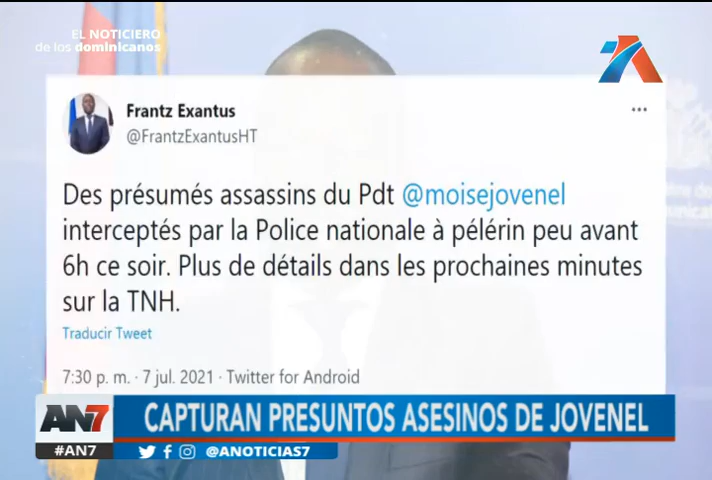 EL NOTICIERO
de los dominicanos
Frantz Exantus
@FrantzExantusHT
Des présumés assassins du Pdt @moisejovenel
interceptés par la Police nationale à pélérin peu avant
6h ce soir. Plus de détails dans les prochaines minutes
sur la TNH.
Traducir Tweet
7:30 p. m. · 7 jul. 2021 · Twitter for Android
AN7
CAPTURAN PRESUNTOS ASESINOS DE JOVENEL
#AN7
@ANOTICIAS7